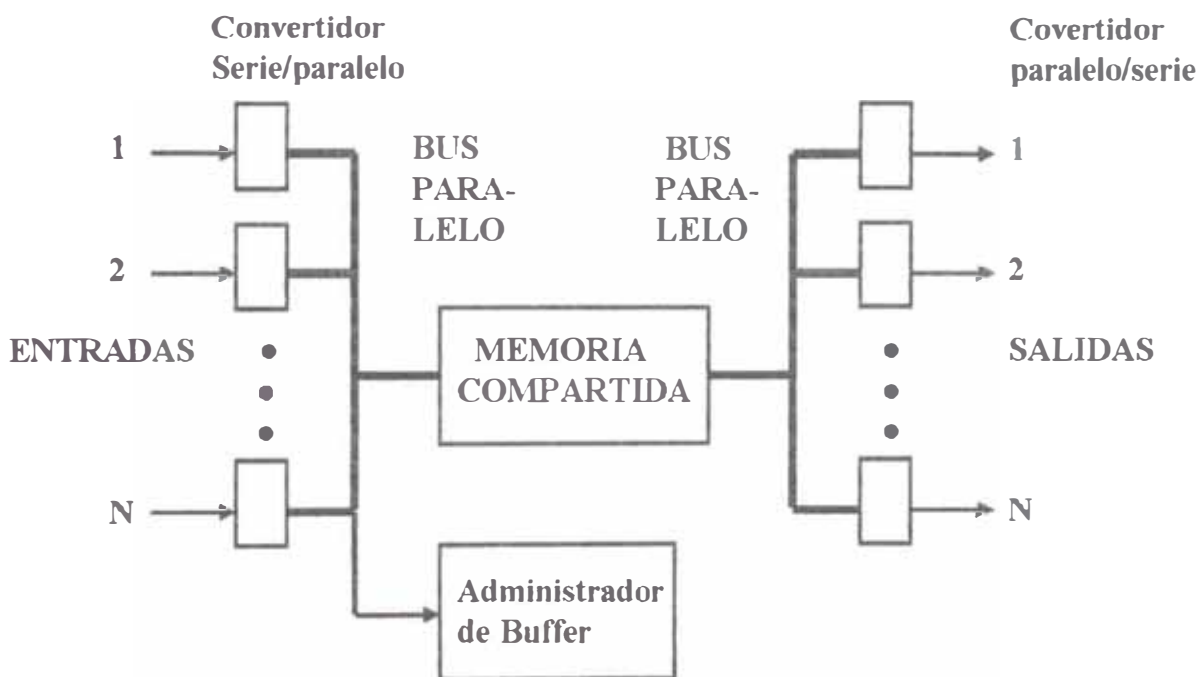 Convertidor
Serie/paralelo
Covertidor
paralelo/serie
1
BUS
PARA-
LELO
BUS
PARA-
LELO
1
2
2
ENTRADAS
MEMORIA
COMPARTIDA
SALIDAS
N
N
Administrador
de Buffer